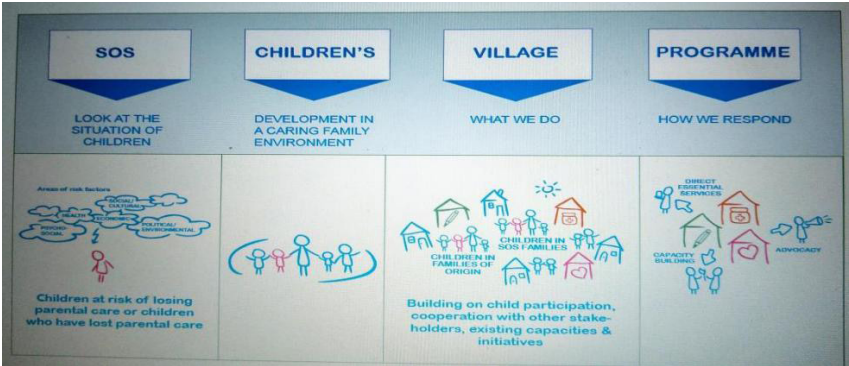 SOS
CHILDREN'S
VILLAGE
PROGRAMME
LOOK AT THE
SITUATION OF
CHILDREN
DEVELOPMENT IN
A CARING FAMILY
ENVIRONMENT
WHAT WE DO
HOW WE RESPOND
Areas of risk factors
SOCIAL/
CULTURAL
HEALTH
ECONOMIC
POLITICAL/
ENVIRONMENTAL
PSYCHO-
SOCIAL
Children at risk of losing
parental care or children
who have lost parental care
CHILDREN IN
SOS FAMILIES
CHILDREN IN
FAMILIES OF
ORIGIN
Building on child participation,
cooperation with other stake-
holders, existing capacities &
initiatives
DIRECT
ESSENTIAL
SERVICES
CAPACITY
BUILDING
ADVOCACY